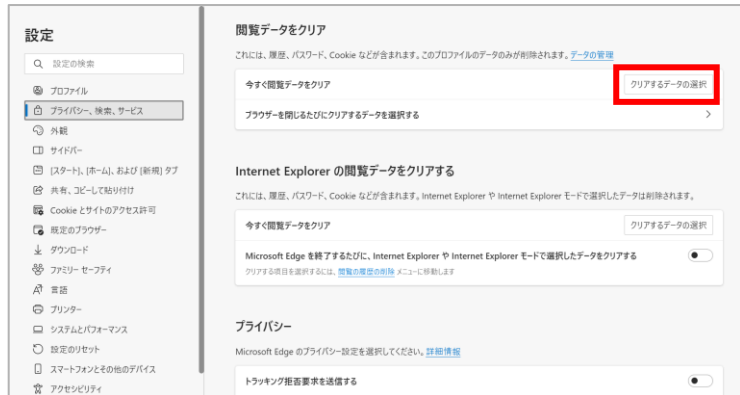 設定
設定の検索
プロファイル
プライバシー、検索、サービス
外観
サイドバー
[スタート]、[ホーム]、および [新規] タブ
共有、コピーして貼り付け
Cookie とサイトのアクセス許可
既定のブラウザー
ダウンロード
ファミリー セーフティ
言語
プリンター
システムとパフォーマンス
設定のリセット
スマートフォンとその他のデバイス
アクセシビリティ
閲覧データをクリア
これには、履歴、パスワード、Cookie などが含まれます。このプロファイルのデータのみが削除されます。データの管理
今すぐ閲覧データをクリア
クリアするデータの選択
ブラウザーを閉じるたびにクリアするデータを選択する
Internet Explorer の閲覧データをクリアする
これには、履歴、パスワード、Cookie などが含まれます。Internet Explorer や Internet Explorer モードで選択したデータは削除されます。
今すぐ閲覧データをクリア
クリアするデータの選択
Microsoft Edge を終了するたびに、Internet Explorer や Internet Explorer モードで選択したデータをクリアする
クリアする項目を選択するには、閲覧の履歴の削除 メニューに移動します
プライバシー
Microsoft Edge のプライバシー設定を選択してください。詳細情報
トラッキング拒否要求を送信する